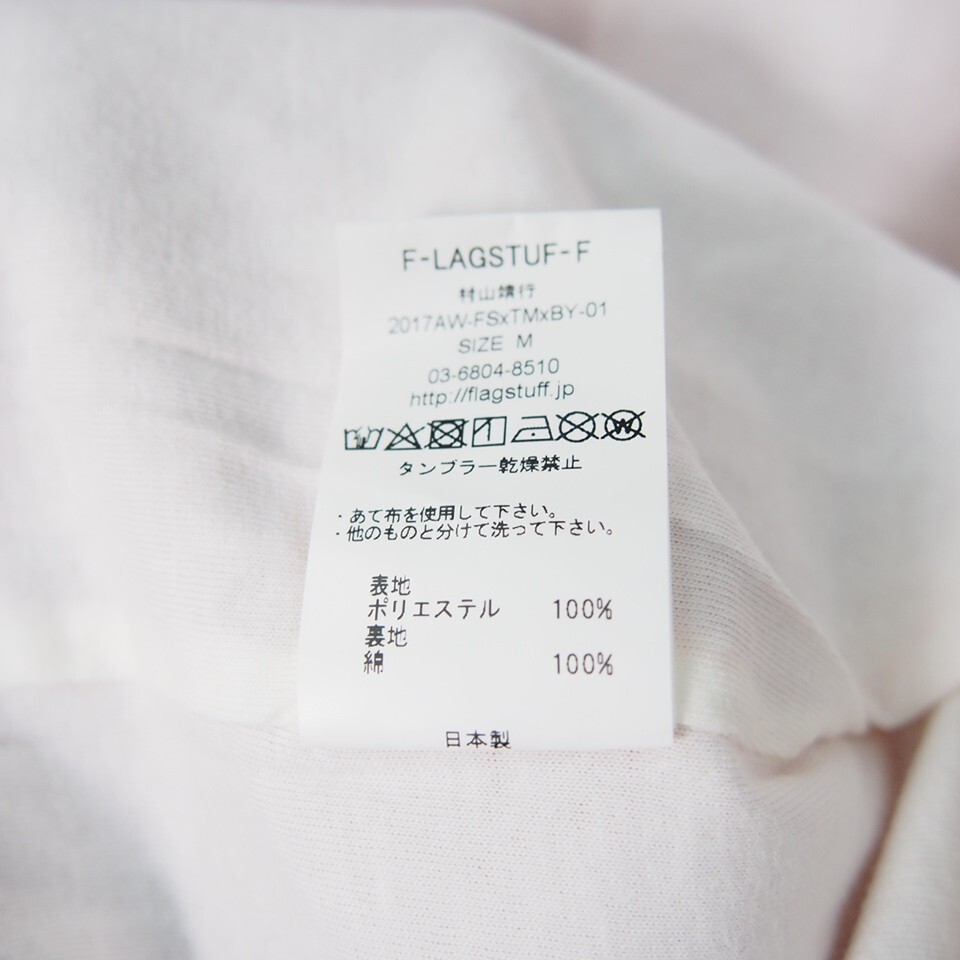 F-LAGSTUF-F
村山靖行
2017AW-FSxTMxBY-01
SIZE M
03-6804-8510
http://flagstuff.jp
タンブラー乾燥禁止
・あて布を使用して下さい。
・他のものと分けて洗って下さい。
表地
ポリエステル 100%
裏地
綿 100%
日本製